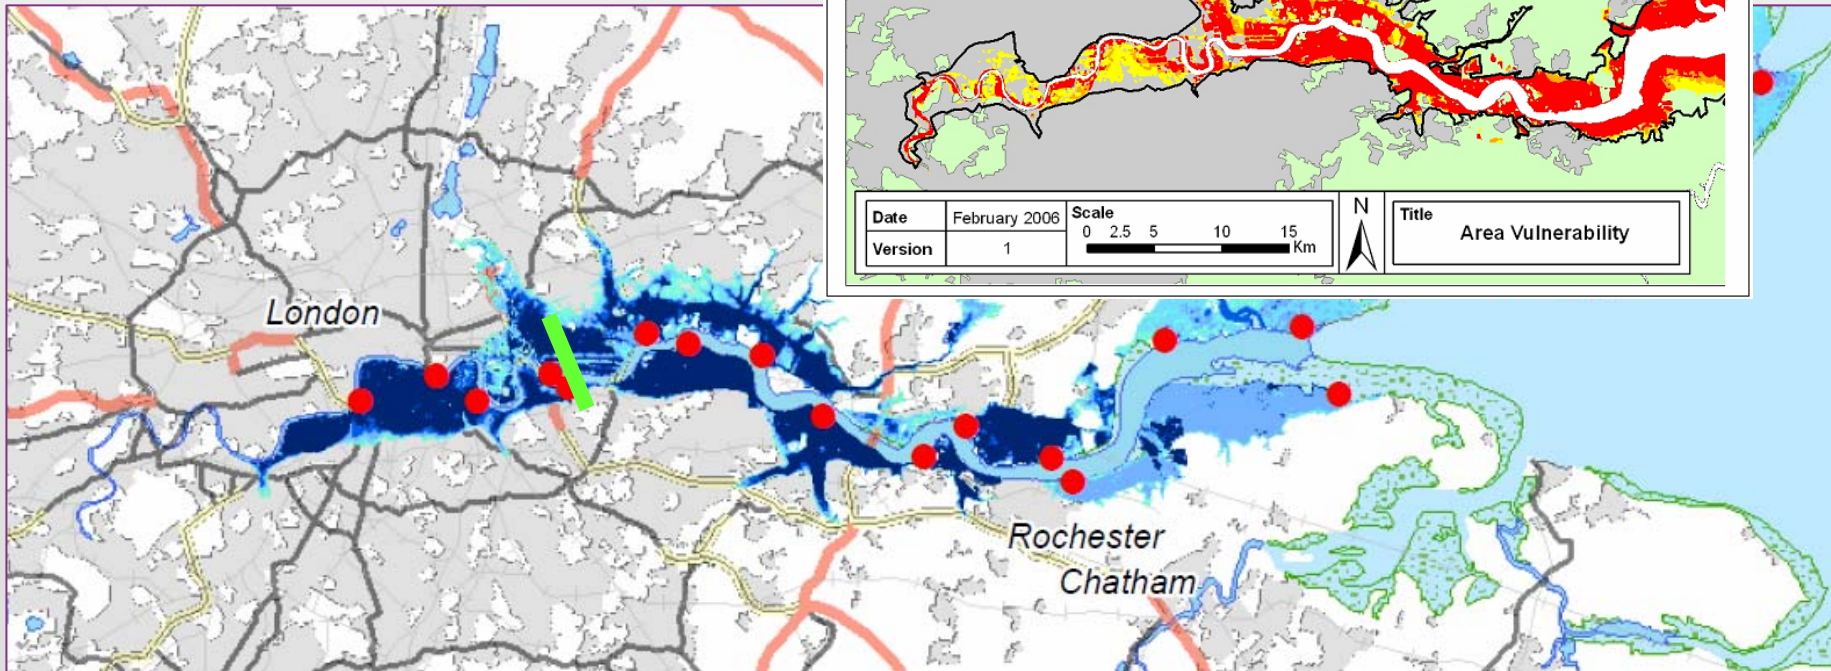 Date
February 2006
Version
1
Scale
0 2.5 5 10 15
Km
N
Title
Area Vulnerability
London
Rochester
Chatham